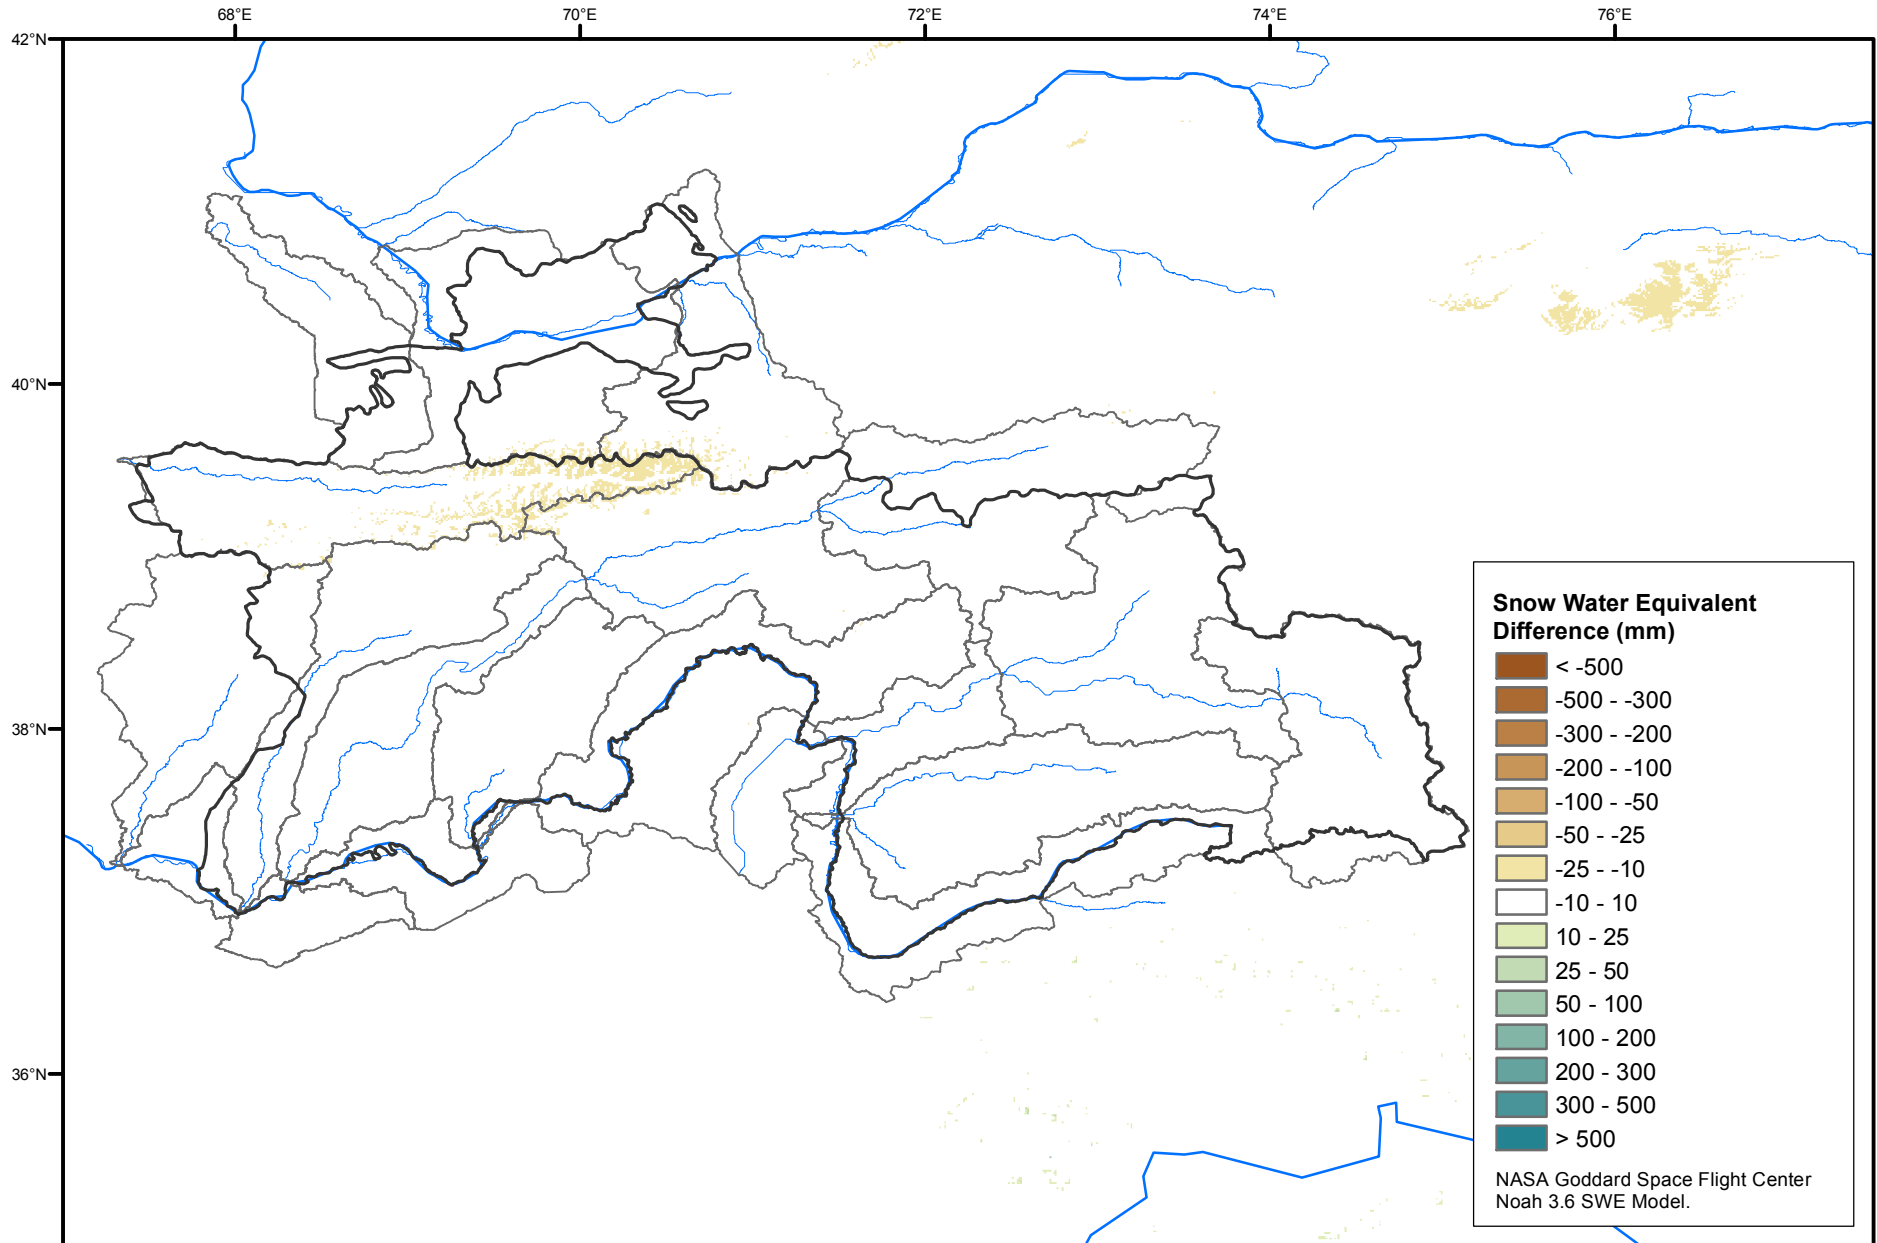 68°E 70°E 72°E 74°E 76°E
42°N
40°N
38°N
36°N
Snow Water Equivalent
Difference (mm)
< -500
-500 - -300
-300 - -200
-200 - -100
-100 - -50
-50 - -25
-25 - -10
-10 - 10
10 - 25
25 - 50
50 - 100
100 - 200
200 - 300
300 - 500
> 500
NASA Goddard Space Flight Center
Noah 3.6 SWE Model.